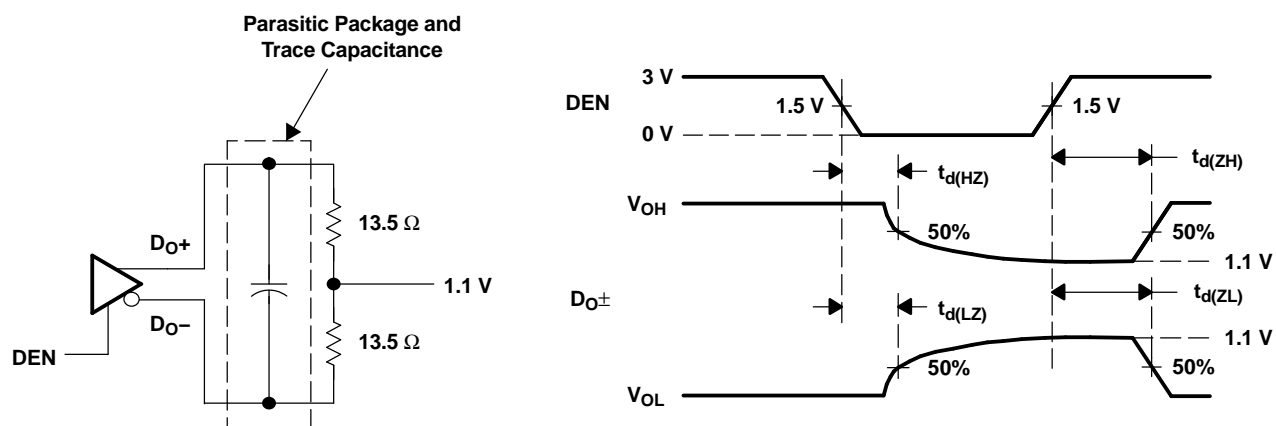 Parasitic Package and
Trace Capacitance
DO+
DO−
DEN
13.5 Ω
1.1 V
13.5 Ω
DEN
3 V
1.5 V
1.5 V
0 V
td(HZ)
td(ZH)
VOH
50%
50%
1.1 V
DO±
td(LZ)
td(ZL)
1.1 V
50%
50%
VOL